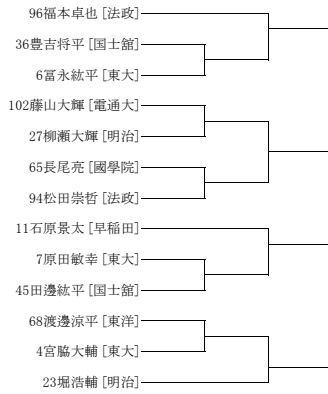 96福本卓也[法政]
36豊吉将平[国士舘]
6冨永紘平[東大]
102藤山大輝[電通大]
27柳瀬大輝[明治]
65長尾亮[國學院]
94松田崇哲[法政]
11石原景太[早稲田]
7原田敏幸[東大]
45田邊紘平[国士舘]
68渡邊涼平[東洋]
4宮脇大輔[東大]
23堀浩輔[明治]